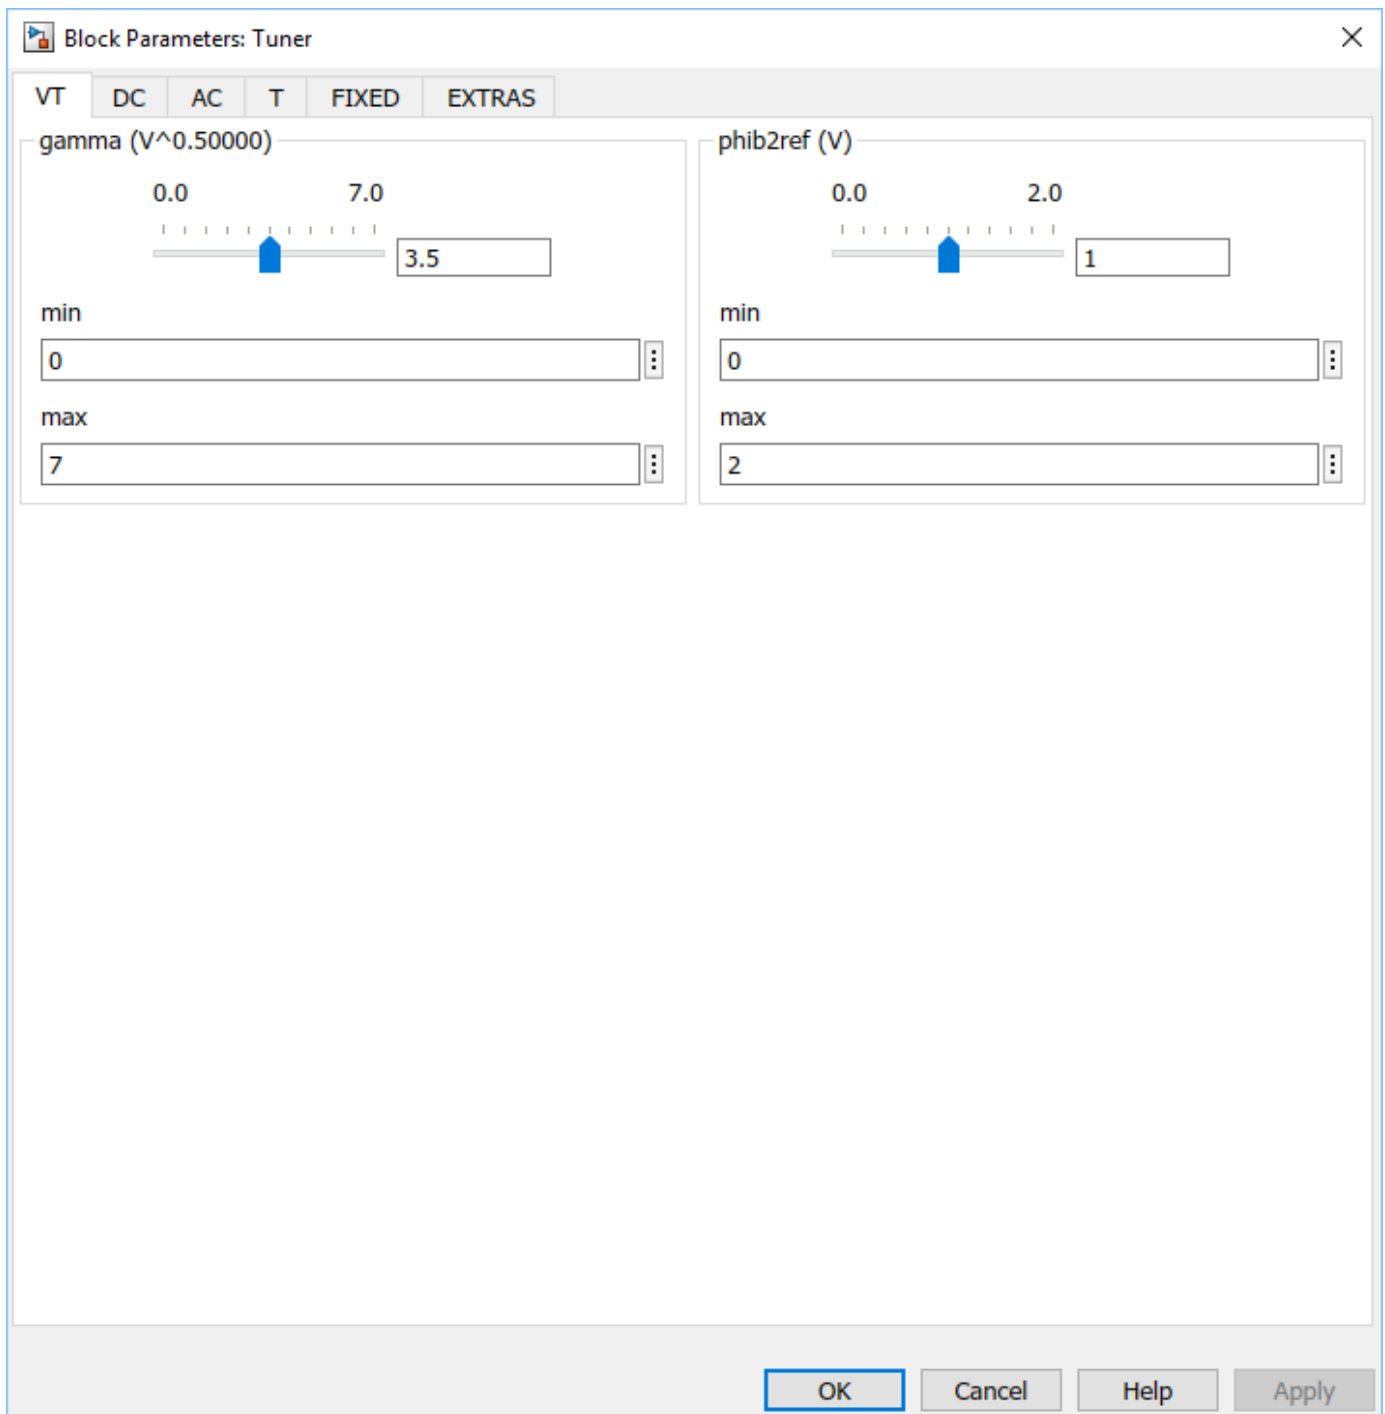 Block Parameters: Tuner
VT DC AC T FIXED EXTRAS
gamma (V^0.50000)
0.0 7.0
3.5
min
0
max
7
phib2ref (V)
0.0 2.0
1
min
0
max
2
OK Cancel Help Apply